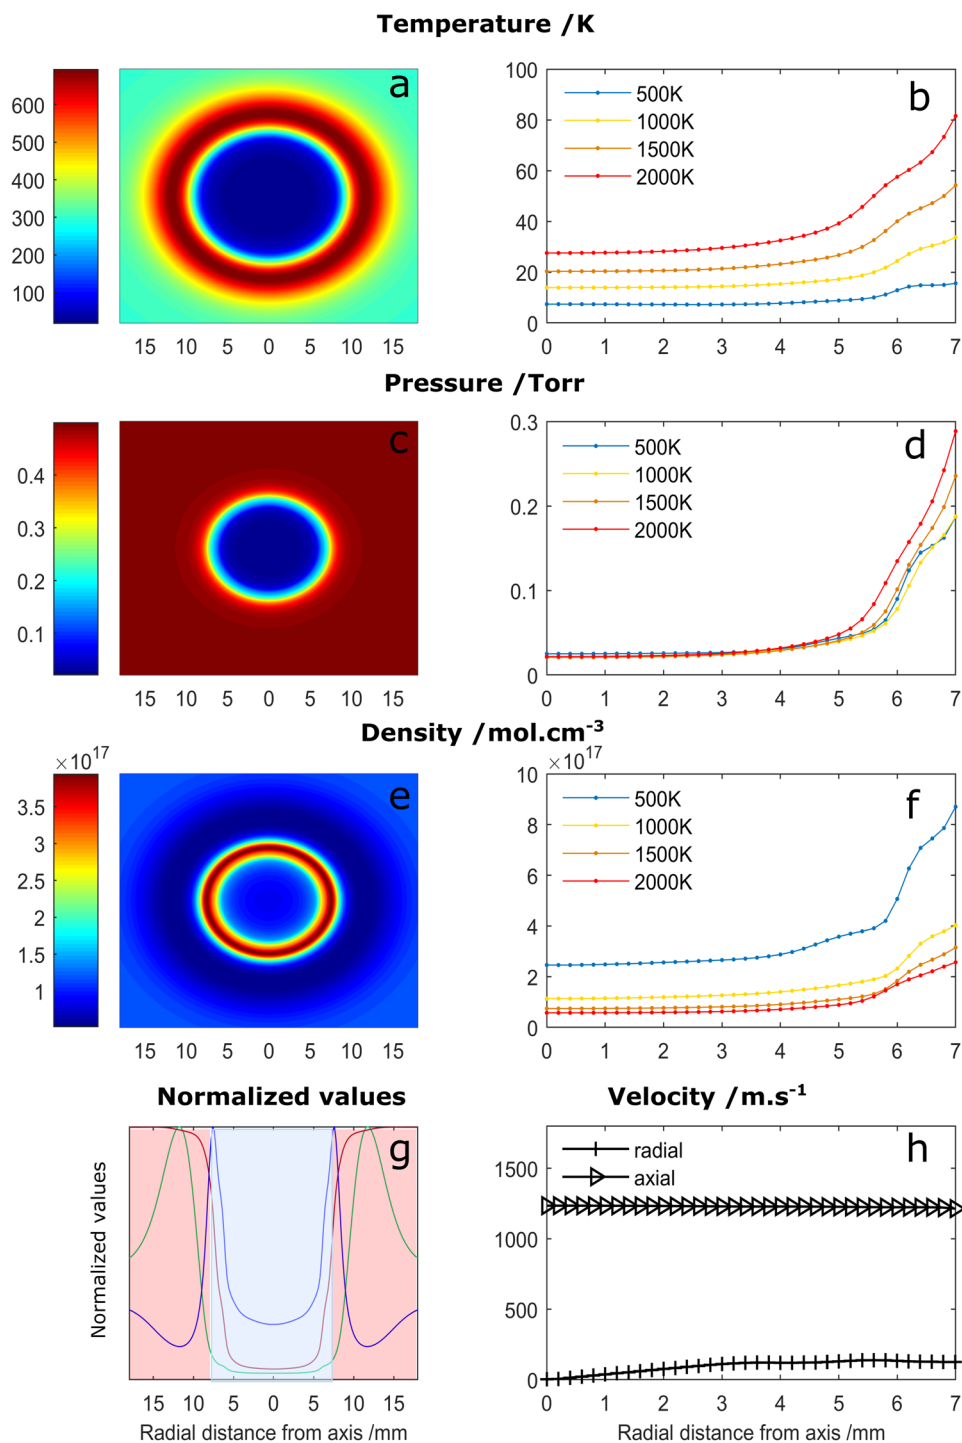 Temperature /K
a
600
500
400
300
200
100
15 10 5 0 5 10 15
b
500K
1000K
1500K
2000K
100
80
60
40
20
0
0 1 2 3 4 5 6 7
Pressure /Torr
c
0.4
0.3
0.2
0.1
15 10 5 0 5 10 15
d
500K
1000K
1500K
2000K
0.3
0.2
0.1
0
0 1 2 3 4 5 6 7
Density /mol.cm⁻³
×10¹⁷
e
3.5
3
2.5
2
1.5
1
15 10 5 0 5 10 15
×10¹⁷
f
500K
1000K
1500K
2000K
10
8
6
4
2
0
0 1 2 3 4 5 6 7
Normalized values
g
Normalized values
15 10 5 0 5 10 15
Radial distance from axis /mm
Velocity /m.s⁻¹
h
radial
axial
1500
1000
500
0
0 1 2 3 4 5 6 7
Radial distance from axis /mm